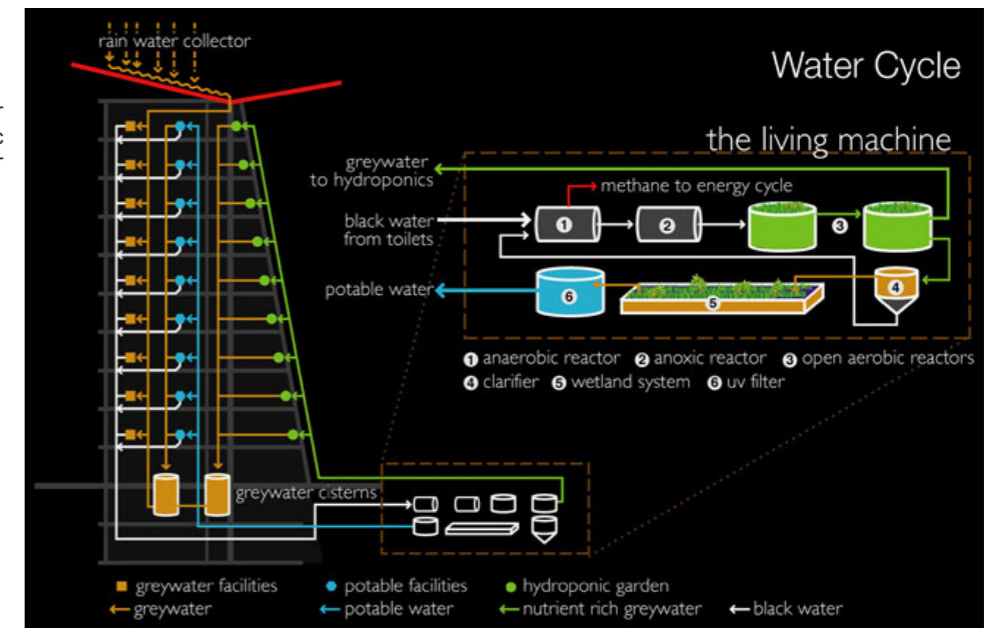 r
c
r
rain water collector
Water Cycle
the living machine
greywater
to hydroponics
methane to energy cycle
black water
from toilets
1
2
3
potable water
6
5
4
1 anaerobic reactor 2 anoxic reactor 3 open aerobic reactors
4 clarifier 5 wetland system 6 uv filter
greywater cisterns
greywater facilities potable facilities hydroponic garden
greywater potable water nutrient rich greywater black water